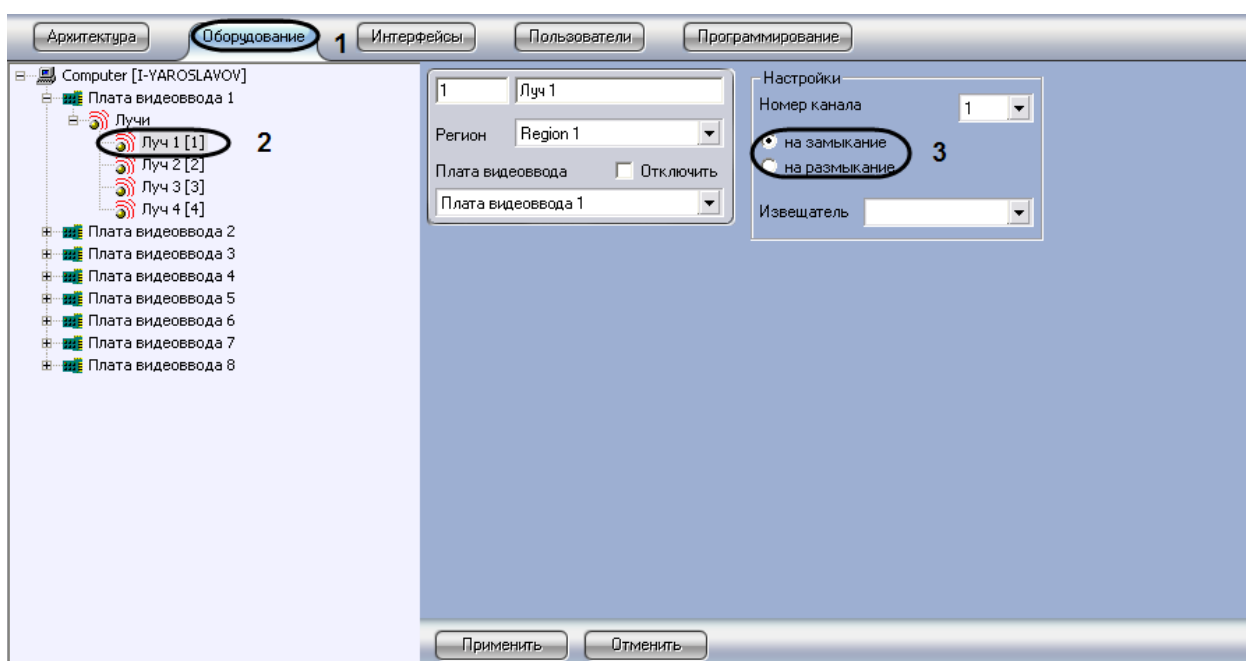 Архитектура Оборудование 1 Интерфейсы Пользователи Программирование
Computer [I-YAROSLAVOV]
Плата видеоввода 1
Лучи
Луч 1 [1] 2
Луч 2 [2]
Луч 3 [3]
Луч 4 [4]
Плата видеоввода 2
Плата видеоввода 3
Плата видеоввода 4
Плата видеоввода 5
Плата видеоввода 6
Плата видеоввода 7
Плата видеоввода 8
1 Луч 1
Регион Region 1
Плата видеоввода Отключить
Плата видеоввода 1
Настройки
Номер канала 1
на замыкание
на размыкание
3
Извещатель
Применить Отменить